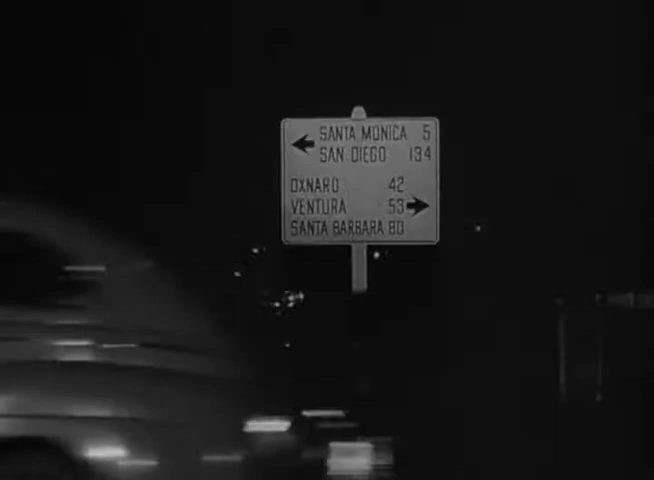 SANTA MONICA 5
SAN DIEGO 134
OXNARD 42
VENTURA 53
SANTA BARBARA 80